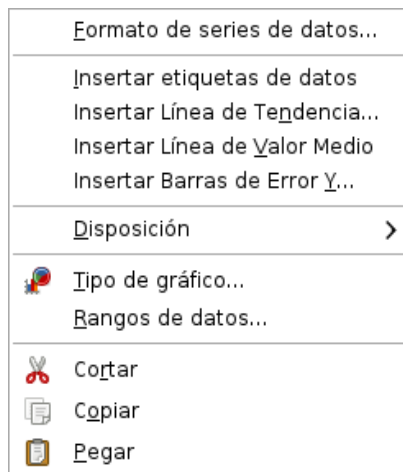 Formato de series de datos...
Insertar etiquetas de datos
Insertar Línea de Tendencia...
Insertar Línea de Valor Medio
Insertar Barras de Error Y...
Disposición
Tipo de gráfico...
Rangos de datos...
Cortar
Copiar
Pegar